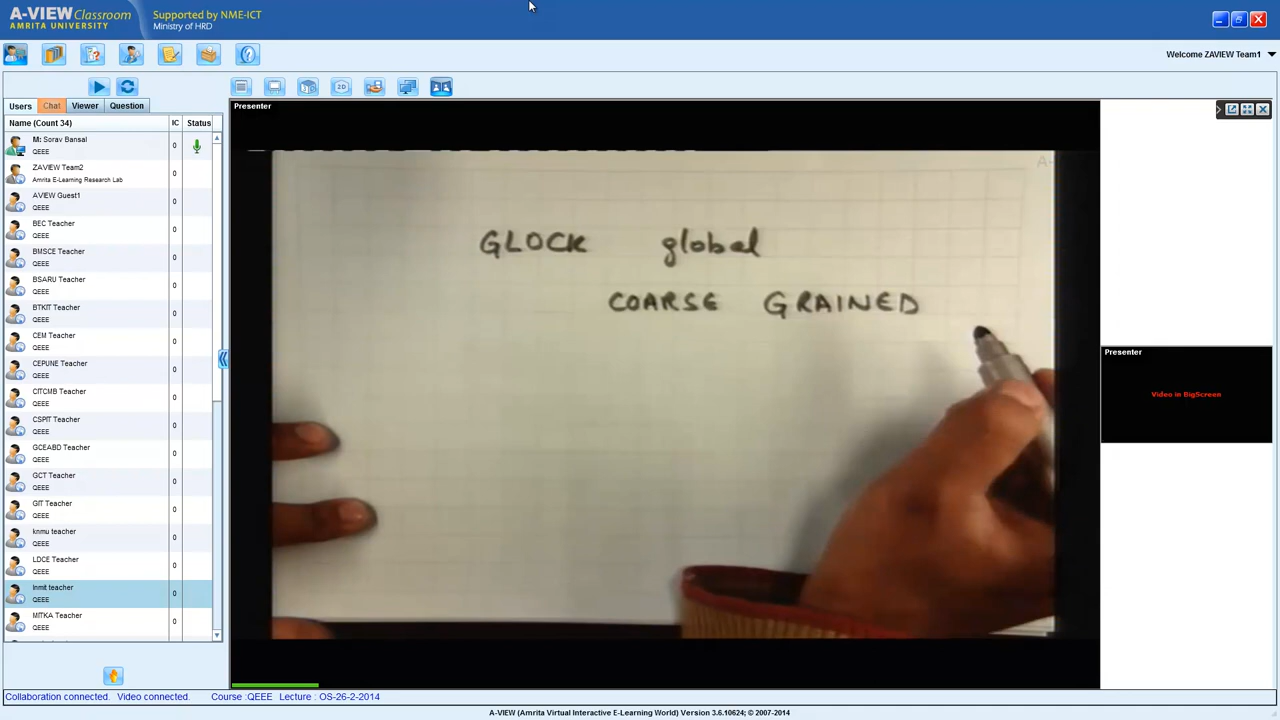 A-VIEW Classroom
AMRITA UNIVERSITY
Supported by NME-ICT
Ministry of HRD
Welcome ZAVIEW Team1
Users Chat Viewer Question
Name (Count 34) IC Status
M: Sorav Bansal
QEEE
0
ZAVIEW Team2
Amrita E-Learning Research Lab
0
AVIEW Guest1
QEEE
0
BEC Teacher
QEEE
0
BMSCE Teacher
QEEE
0
BSARU Teacher
QEEE
0
BTKIT Teacher
QEEE
0
CEM Teacher
QEEE
0
CEPUNE Teacher
QEEE
0
CITCMB Teacher
QEEE
0
CSPIT Teacher
QEEE
0
GCEABD Teacher
QEEE
0
GCT Teacher
QEEE
0
GIT Teacher
QEEE
0
knmu teacher
QEEE
0
LDCE Teacher
QEEE
0
lnmit teacher
QEEE
0
MITKA Teacher
QEEE
0
2D
Presenter
GLOCK global
COARSE GRAINED
Presenter
Video in BigScreen
Collaboration connected. Video connected. Course :QEEE Lecture : OS-26-2-2014
A-VIEW (Amrita Virtual Interactive E-Learning World) Version 3.6.10624; © 2007-2014